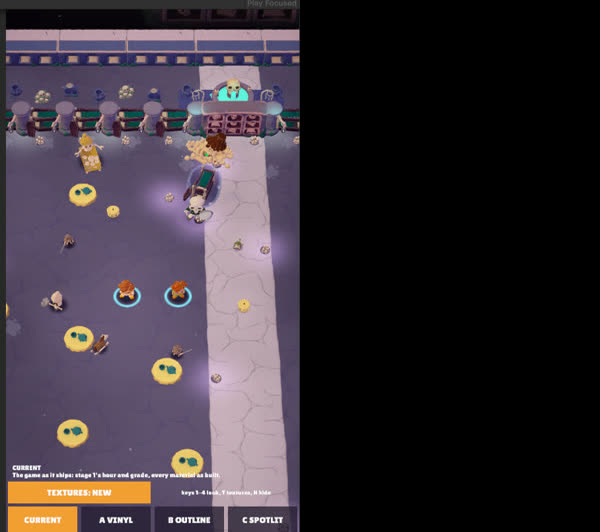 Play Focused
CURRENT
The game as it ships: stage 1's hour and grade, every material as built.
TEXTURES: NEW
keys 1-4 look, T textures, H hide
CURRENT
A VINYL
B OUTLINE
C SPOTLIT